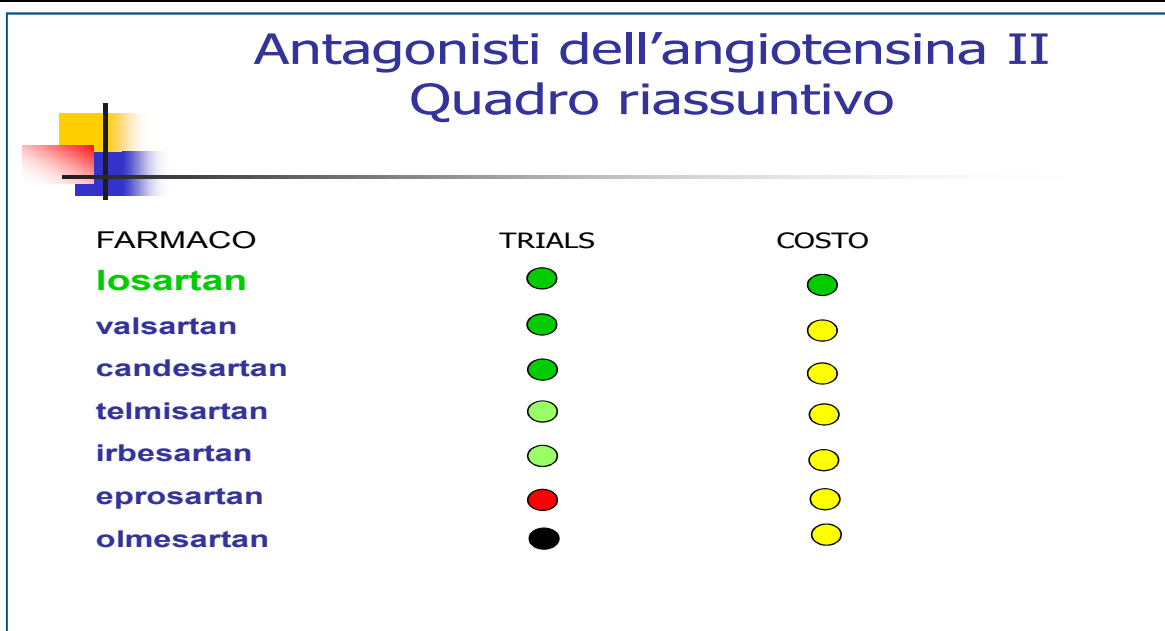 Antagonisti dell’angiotensina II
Quadro riassuntivo
FARMACO TRIALS COSTO
losartan
valsartan
candesartan
telmisartan
irbesartan
eprosartan
olmesartan